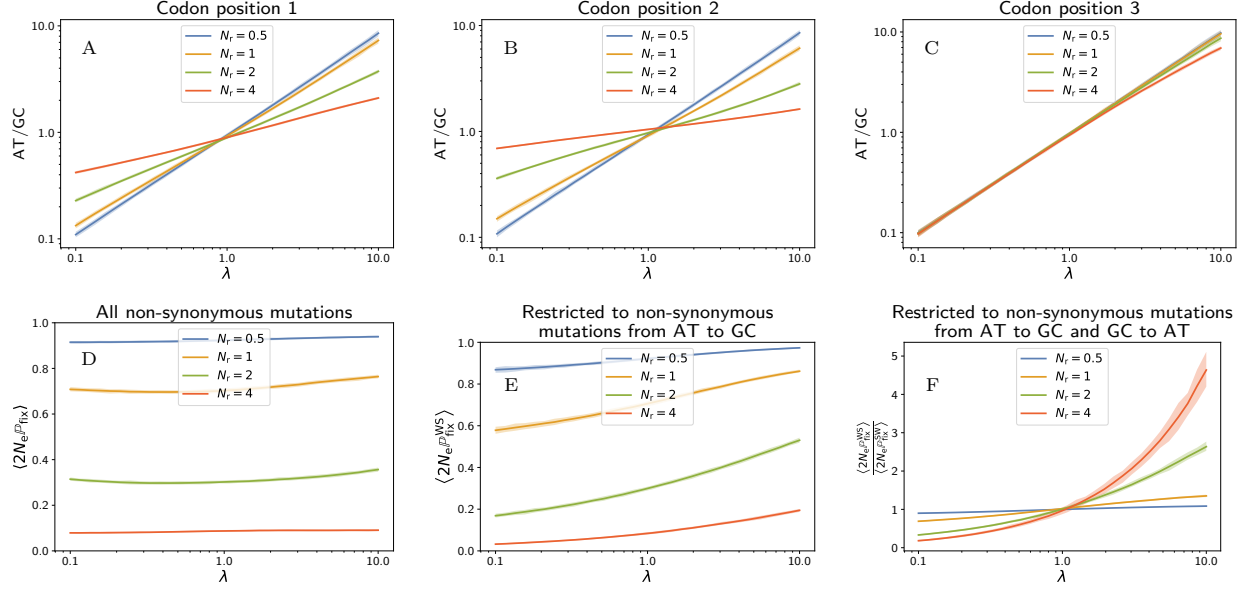 Codon position 1
A
N_r = 0.5
N_r = 1
N_r = 2
N_r = 4
AT/GC
10.0
1.0
0.1
0.1 1.0 10.0
λ
Codon position 2
B
N_r = 0.5
N_r = 1
N_r = 2
N_r = 4
AT/GC
10.0
1.0
0.1
0.1 1.0 10.0
λ
Codon position 3
C
N_r = 0.5
N_r = 1
N_r = 2
N_r = 4
AT/GC
10.0
1.0
0.1
0.1 1.0 10.0
λ
All non-synonymous mutations
D
N_r = 0.5
N_r = 1
N_r = 2
N_r = 4
⟨2N_e ℙ_fix⟩
1.0
0.8
0.6
0.4
0.2
0.0
0.1 1.0 10.0
λ
Restricted to non-synonymous
mutations from AT to GC
E
N_r = 0.5
N_r = 1
N_r = 2
N_r = 4
⟨2N_e ℙ_fix^WS⟩
1.0
0.8
0.6
0.4
0.2
0.0
0.1 1.0 10.0
λ
Restricted to non-synonymous mutations
from AT to GC and GC to AT
F
N_r = 0.5
N_r = 1
N_r = 2
N_r = 4
⟨2N_e ℙ_fix^WS⟩
⟨2N_e ℙ_fix^SW⟩
5
4
3
2
1
0
0.1 1.0 10.0
λ